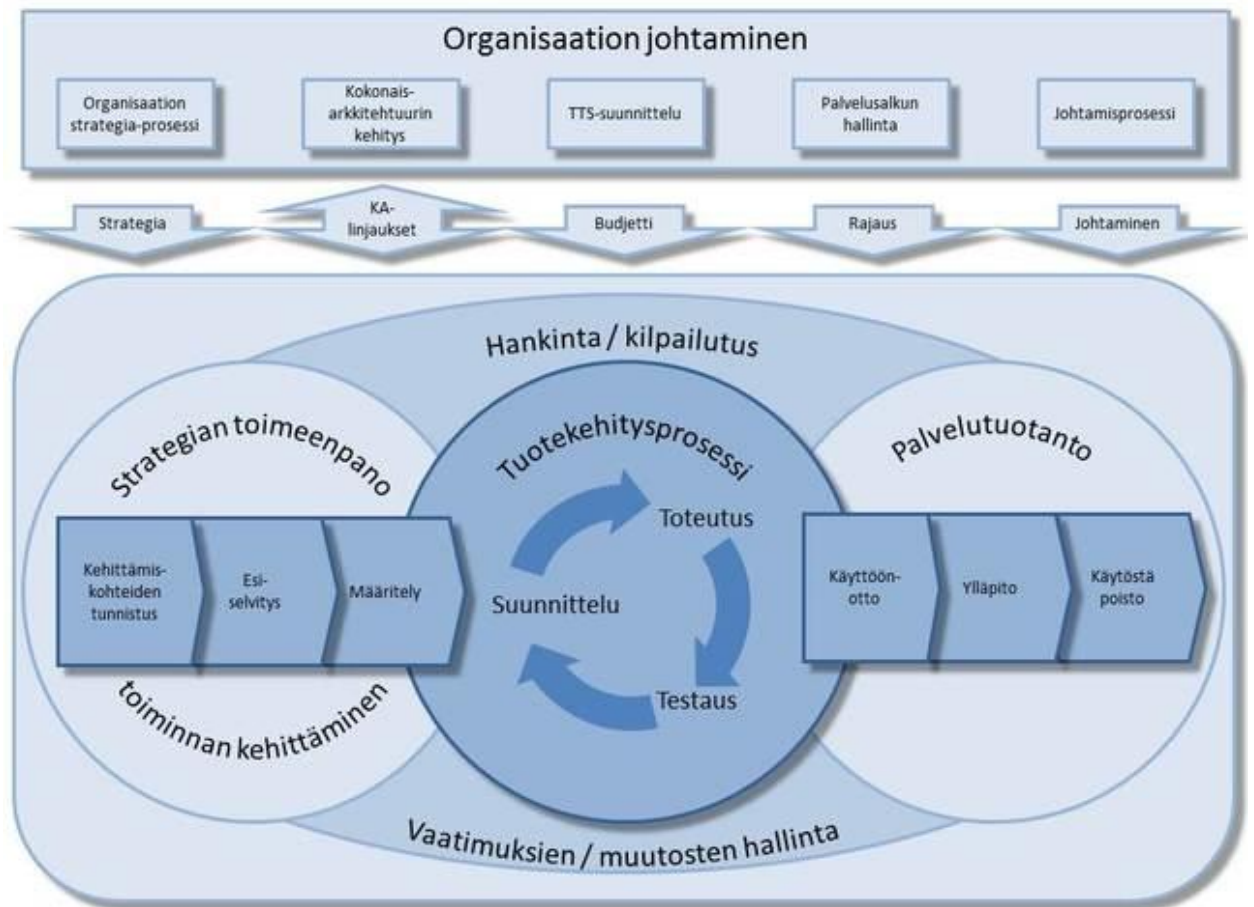 Organisaation johtaminen
Organisaation
strategia-prosessi
Kokonais-
arkkitehtuurin
kehitys
TTS-suunnittelu
Palvelusalkun
hallinta
Johtamisprosessi
Strategia
KA-
linjaukset
Budjetti
Rajaus
Johtaminen
Hankinta / kilpailutus
Strategian toimeenpano
Tuotekehitysprosessi
Palvelutuotanto
Kehittämis-
kohteiden
tunnistus
Esi-
selvitys
Määritely
Suunnittelu
Toteutus
Testaus
Käyttöön-
otto
Ylläpito
Käytöstä
poisto
toiminnan kehittäminen
Vaatimuksien / muutosten hallinta